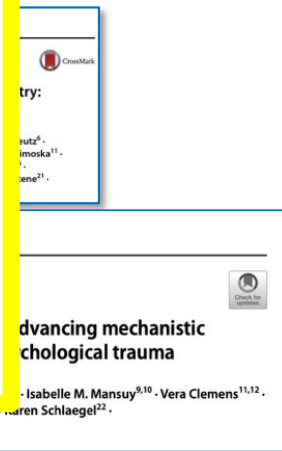 CrossMark
try:
eutz⁶ ·
imoska¹¹ ·
ene²¹ ·
Check for
updates
dvancing mechanistic
chological trauma
· Isabelle M. Mansuy⁹,¹⁰ · Vera Clemens¹¹,¹² ·
Karen Schlaegel²² ·